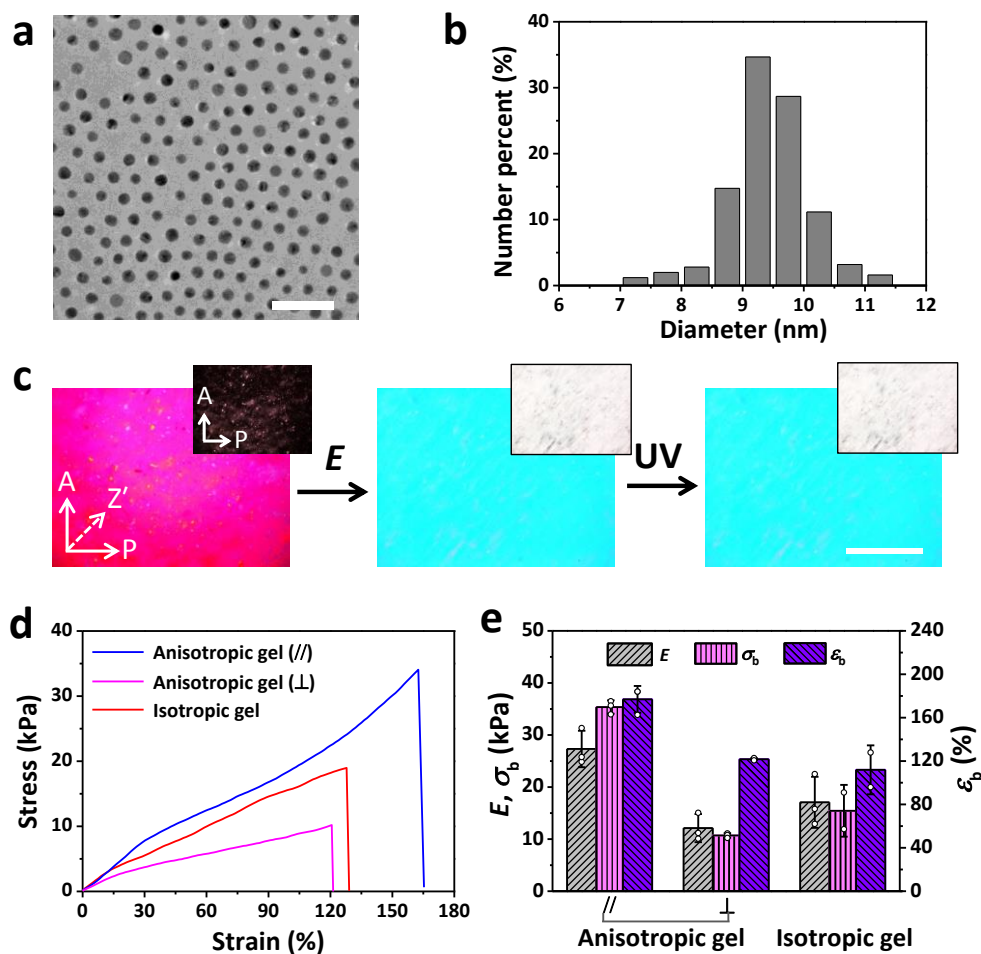 a
b
Number percent (%)
40
30
20
10
0
6 7 8 9 10 11 12
Diameter (nm)
c
A
P
A
Z′
P
E
UV
d
Stress (kPa)
40
30
20
10
0
Anisotropic gel (//)
Anisotropic gel (⊥)
Isotropic gel
0 30 60 90 120 150 180
Strain (%)
e
E, σb (kPa)
50
40
30
20
10
0
E σb εb
240
200
160
120
80
40
0
εb (%)
// ⊥
Anisotropic gel Isotropic gel